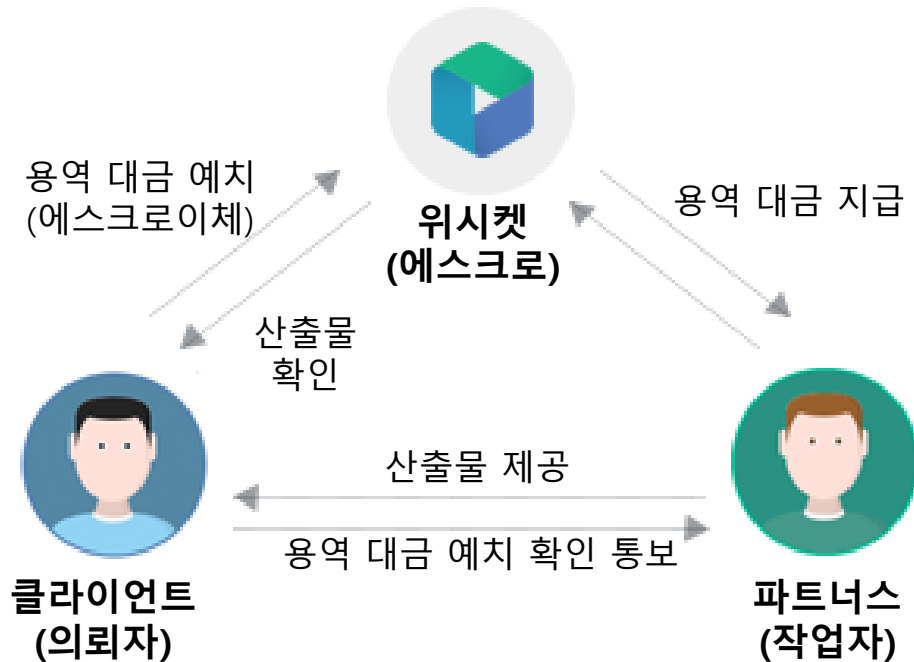 용역 대금 예치
(에스크로이체)
용역 대금 지급
위시켓
(에스크로)
산출물
확인
산출물 제공
용역 대금 예치 확인 통보
클라이언트
(의뢰자)
파트너스
(작업자)